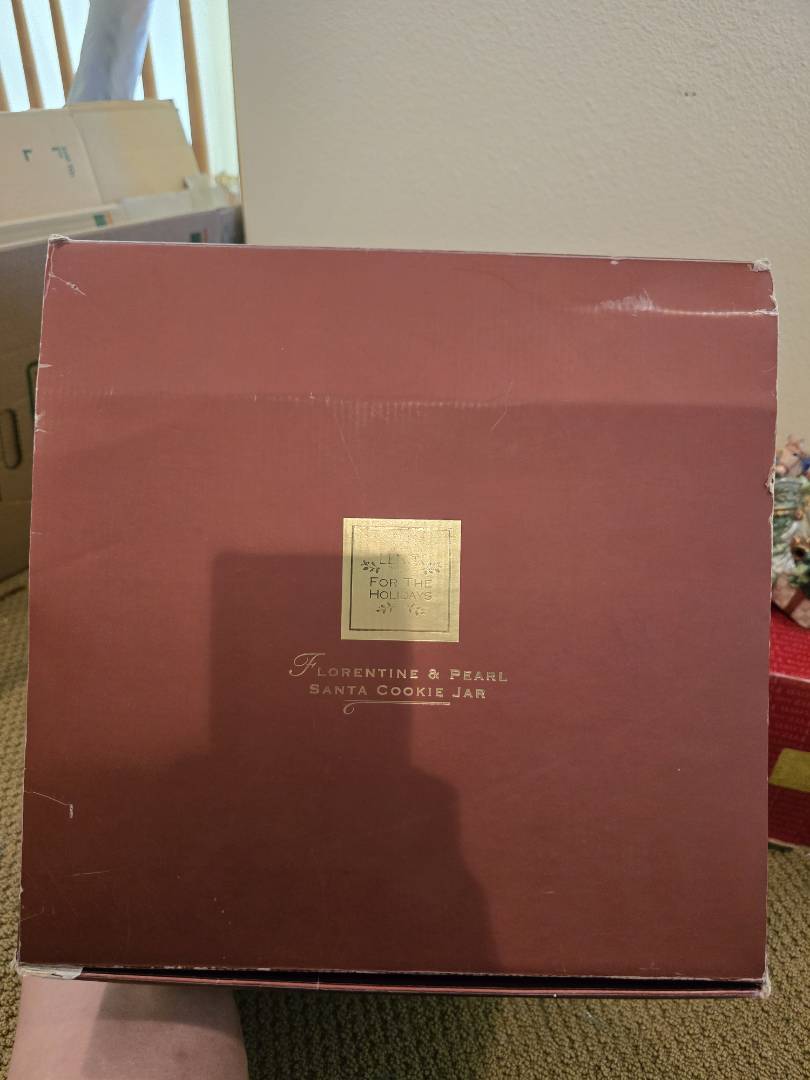 FOR THE
HOLIDAYS
FLORENTINE & PEARL
SANTA COOKIE JAR